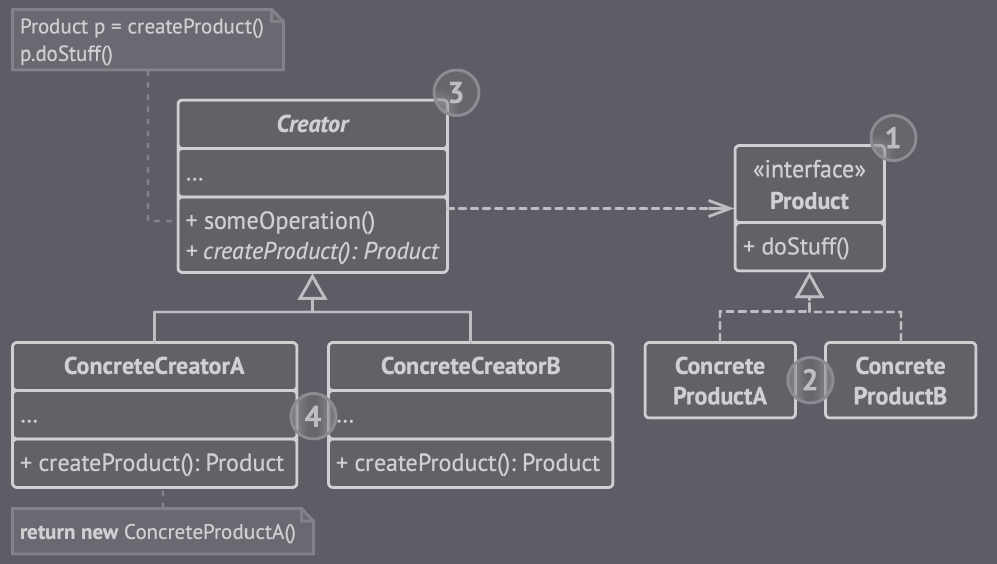 Product p = createProduct()
p.doStuff()
3
Creator
...
+ someOperation()
+ createProduct(): Product
1
«interface»
Product
+ doStuff()
ConcreteCreatorA
...
+ createProduct(): Product
return new ConcreteProductA()
4
ConcreteCreatorB
...
+ createProduct(): Product
Concrete
ProductA
2
Concrete
ProductB